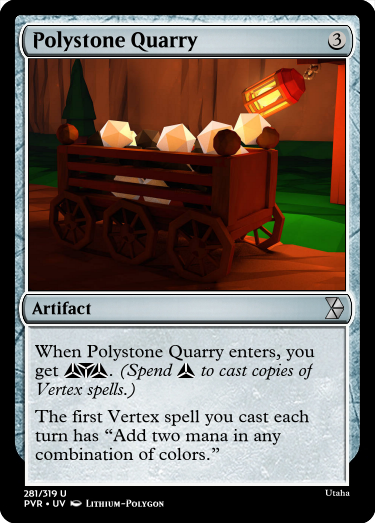 Polystone Quarry 3
Artifact
When Polystone Quarry enters, you
get . (Spend to cast copies of
Vertex spells.)
The first Vertex spell you cast each
turn has “Add two mana in any
combination of colors.”
281/319 U
PVR • UV Lithium-Polygon
Utaha